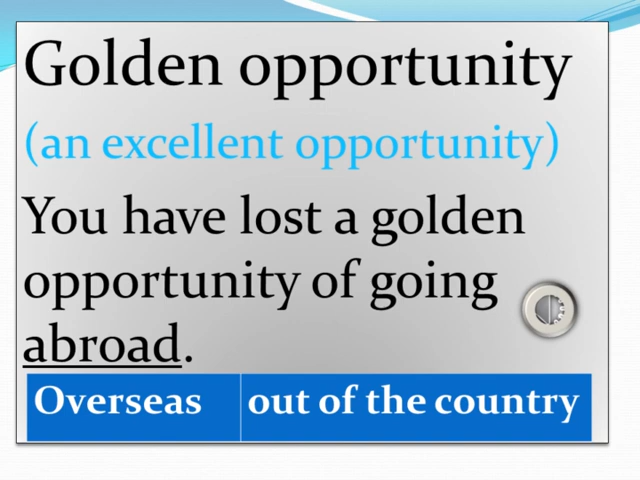 Golden opportunity
(an excellent opportunity)
You have lost a golden
opportunity of going
abroad.
Overseas out of the country